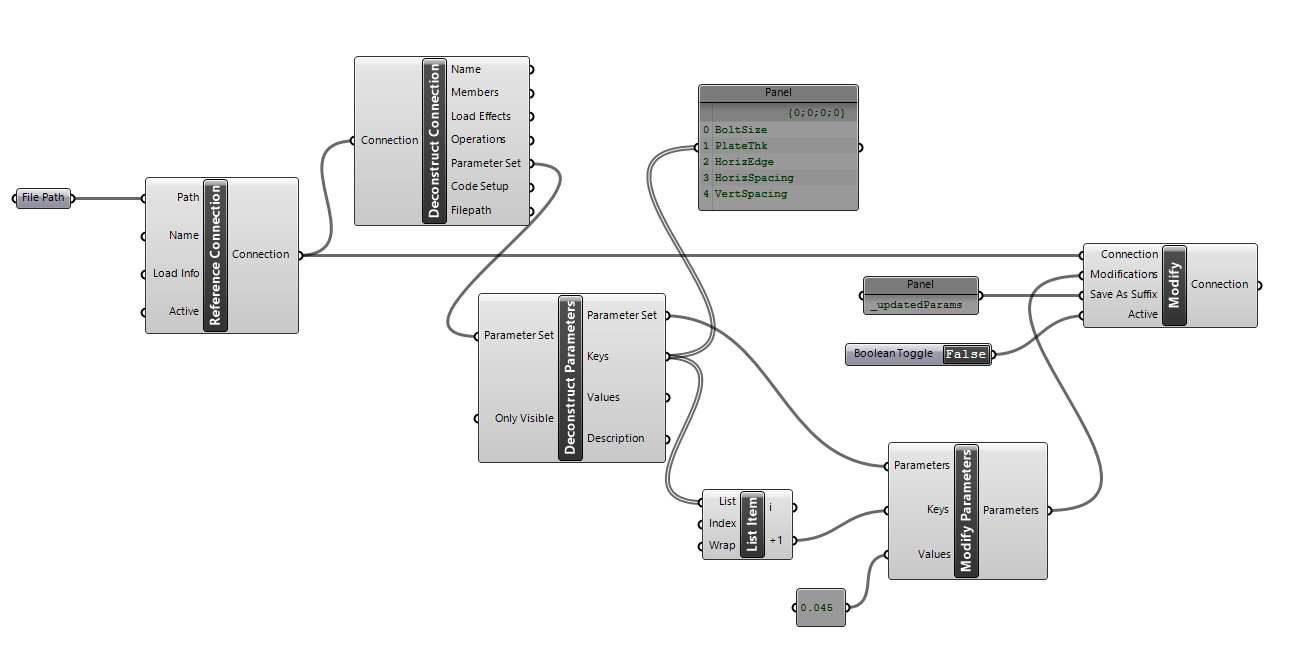 File Path
Path
Name
Load Info
Active
Reference Connection
Connection
Connection
Deconstruct Connection
Name
Members
Load Effects
Operations
Parameter Set
Code Setup
Filepath
Parameter Set
Only Visible
Deconstruct Parameters
Parameter Set
Keys
Values
Description
Panel
{0;0;0;0}
0 BoltSize
1 PlateThk
2 HorizEdge
3 HorizSpacing
4 VertSpacing
List
Index
Wrap
List Item
i
+1
0.045
Panel
_updatedParams
Boolean Toggle False
Parameters
Keys
Values
Modify Parameters
Parameters
Connection
Modifications
Save As Suffix
Active
Modify
Connection